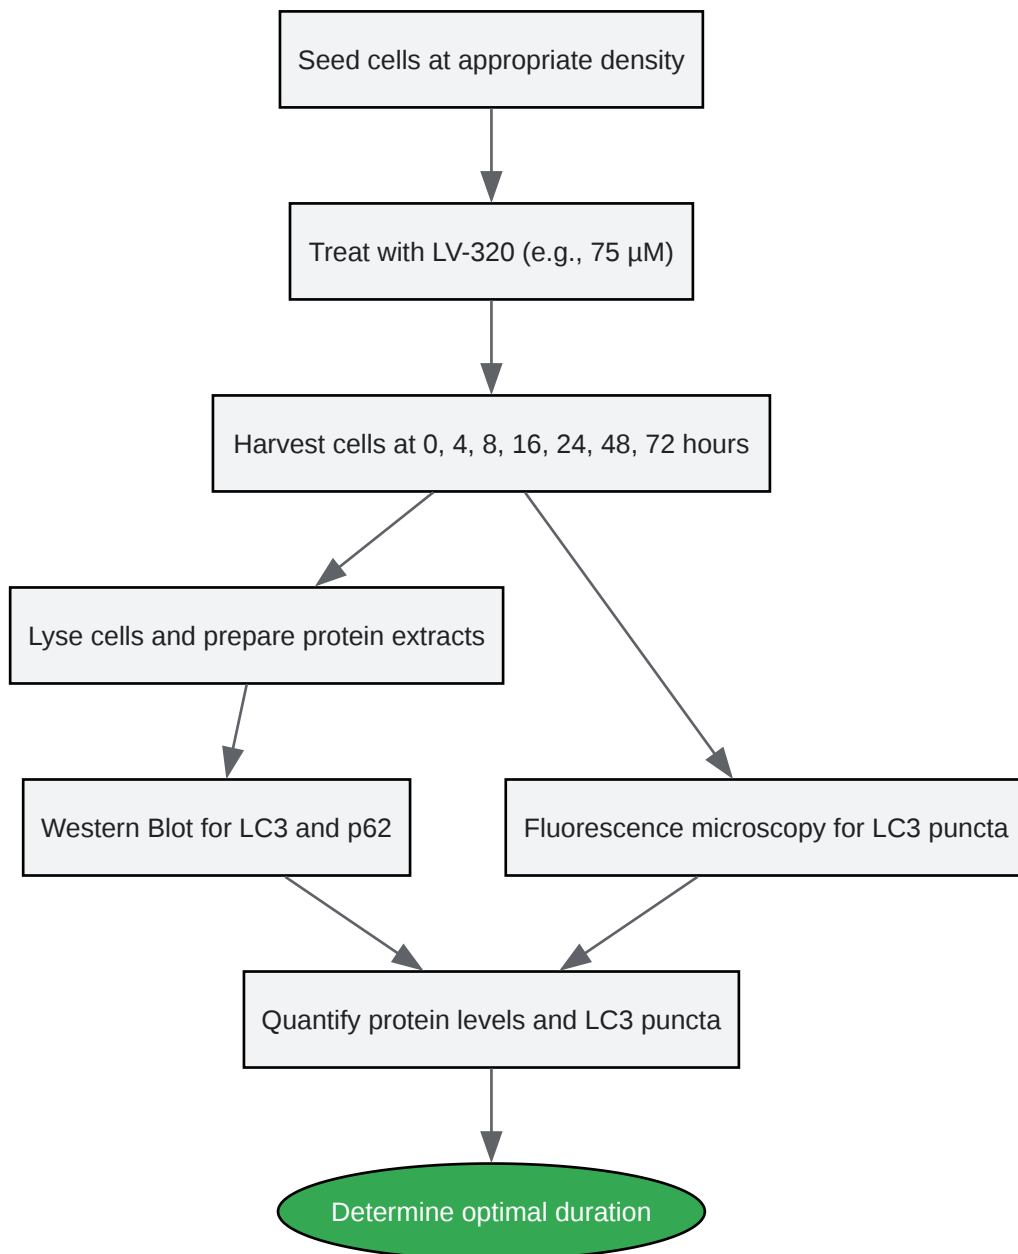 Seed cells at appropriate density
Treat with LV-320 (e.g., 75 µM)
Harvest cells at 0, 4, 8, 16, 24, 48, 72 hours
Lyse cells and prepare protein extracts
Western Blot for LC3 and p62
Fluorescence microscopy for LC3 puncta
Quantify protein levels and LC3 puncta
Determine optimal duration